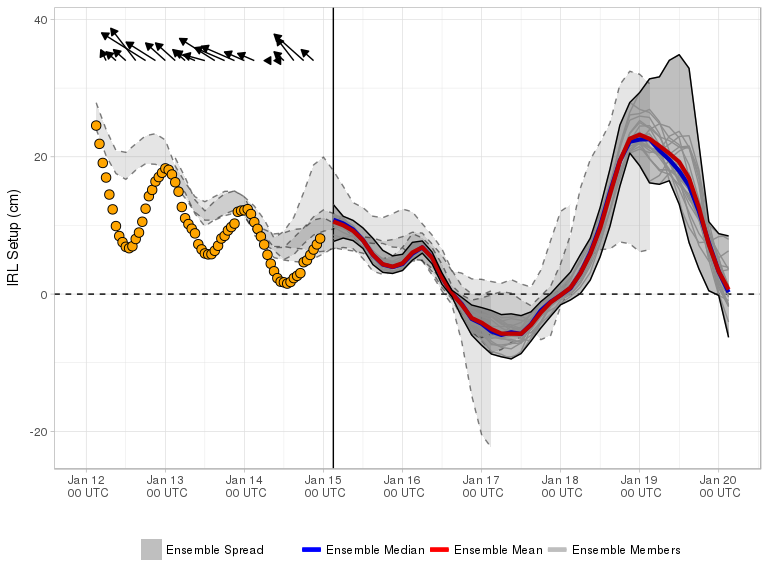 IRL Setup (cm)
40
20
0
-20
Jan 12 Jan 13 Jan 14 Jan 15 Jan 16 Jan 17 Jan 18 Jan 19 Jan 20
00 UTC 00 UTC 00 UTC 00 UTC 00 UTC 00 UTC 00 UTC 00 UTC 00 UTC
Ensemble Spread Ensemble Median Ensemble Mean Ensemble Members